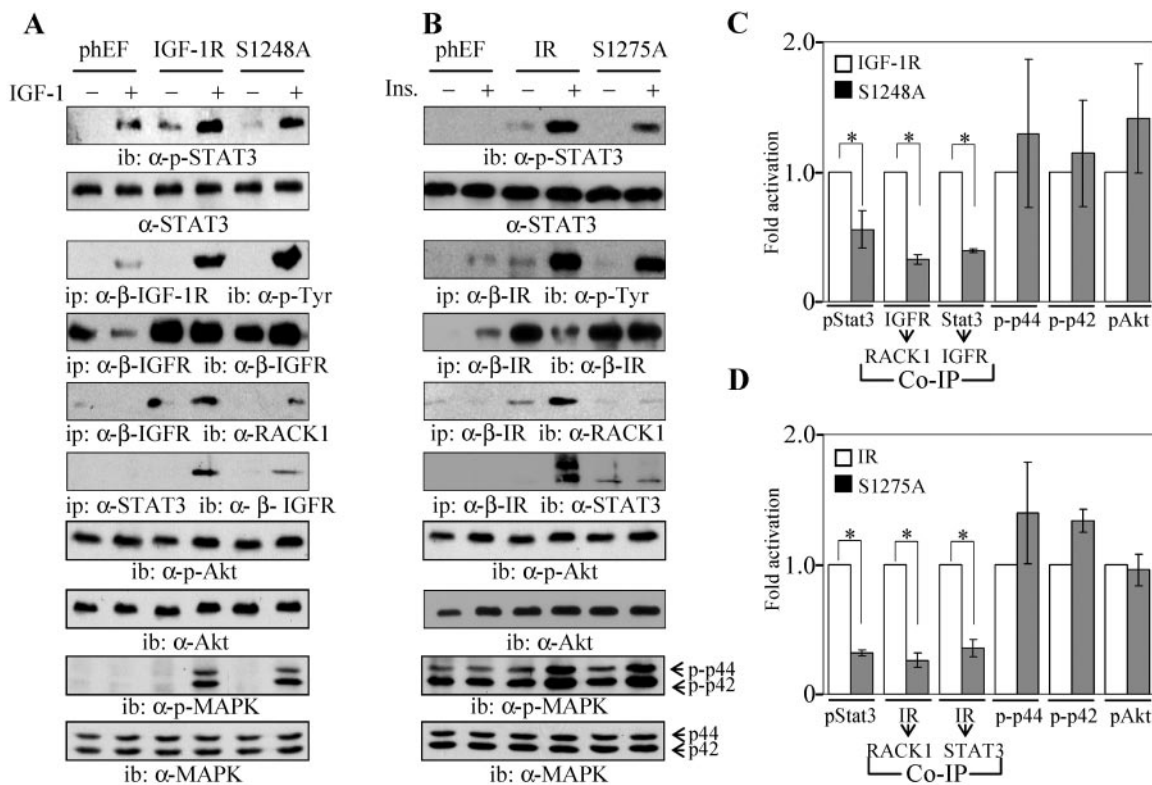 A
phEF IGF-1R S1248A
IGF-1 – + – + – +
ib: α-p-STAT3
α-STAT3
ip: α-β-IGF-1R ib: α-p-Tyr
ip: α-β-IGFR ib: α-β-IGFR
ip: α-β-IGFR ib: α-RACK1
ip: α-STAT3 ib: α- β- IGFR
ib: α-p-Akt
ib: α-Akt
ib: α-p-MAPK
ib: α-MAPK
B
phEF IR S1275A
Ins. – + – + – +
ib: α-p-STAT3
α-STAT3
ip: α-β-IR ib: α-p-Tyr
ip: α-β-IR ib: α-β-IR
ip: α-β-IR ib: α-RACK1
ip: α-β-IR ib: α-STAT3
ib: α-p-Akt
ib: α-Akt
p-p44
p-p42
ib: α-p-MAPK
p44
p42
ib: α-MAPK
C
2.0
IGF-1R
S1248A
* * *
1.0
Fold activation
0
pStat3 IGFR Stat3 p-p44 p-p42 pAkt
RACK1 IGFR
Co-IP
D
2.0
IR
S1275A
* * *
1.0
Fold activation
0
pStat3 IR IR p-p44 p-p42 pAkt
RACK1 STAT3
Co-IP